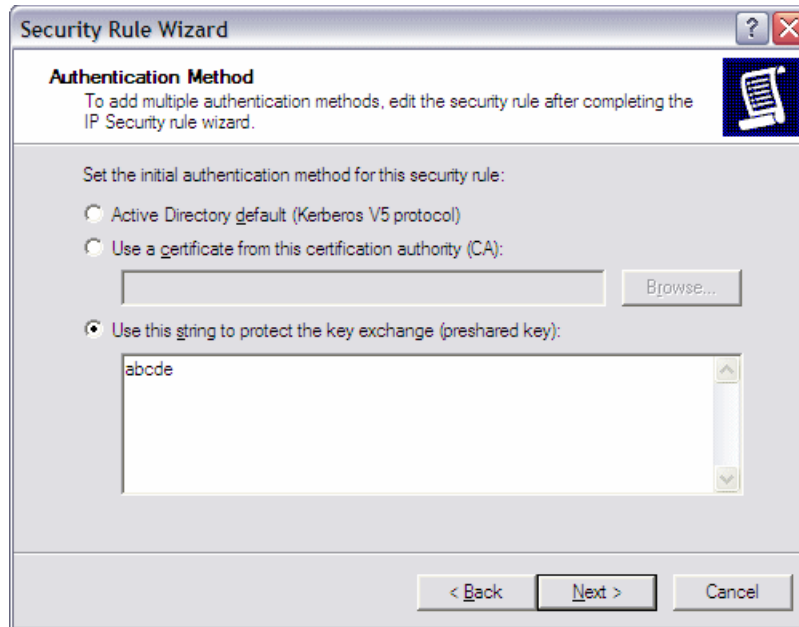 Security Rule Wizard
?
Authentication Method
To add multiple authentication methods, edit the security rule after completing the
IP Security rule wizard.
Set the initial authentication method for this security rule:
Active Directory default (Kerberos V5 protocol)
Use a certificate from this certification authority (CA):
Browse...
Use this string to protect the key exchange (preshared key):
abcde
< Back Next > Cancel